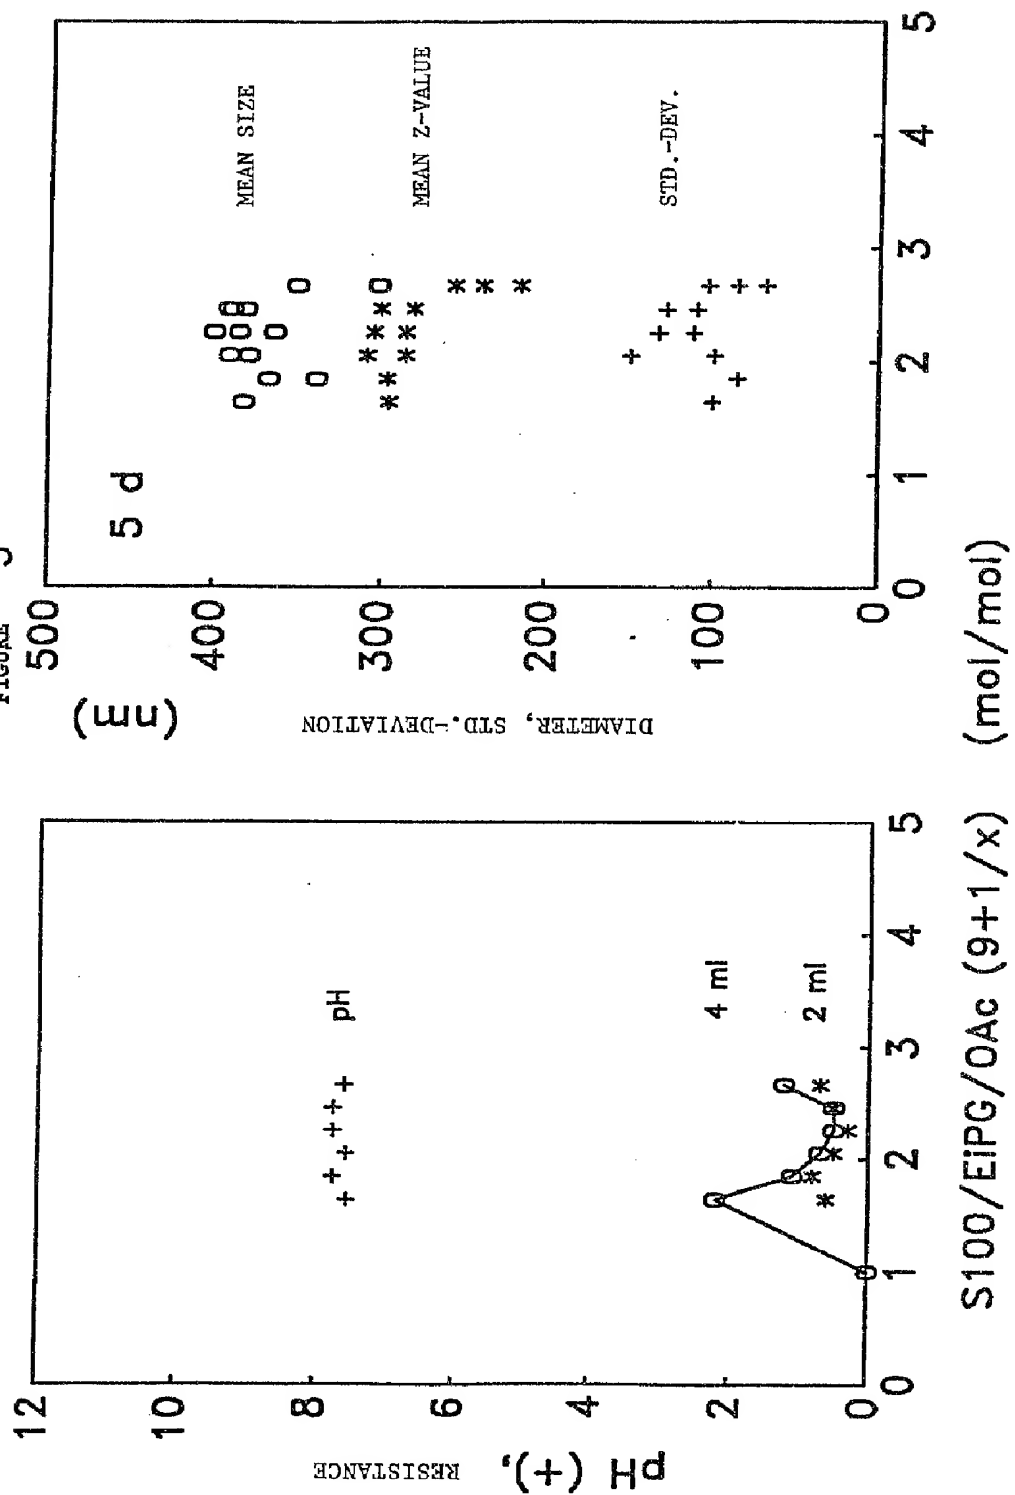 FIGURE
12
10
8
6
4
2
0
pH (+),
RESISTANCE
pH
4 ml
2 ml
0
1
2
3
4
5
S100/EiPG/OAc (9+1/x) (mol/mol)
500
400
300
200
100
0
(nm)
DIAMETER, STD.-DEVIATION
5 d
MEAN SIZE
MEAN Z-VALUE
STD.-DEV.
0
1
2
3
4
5